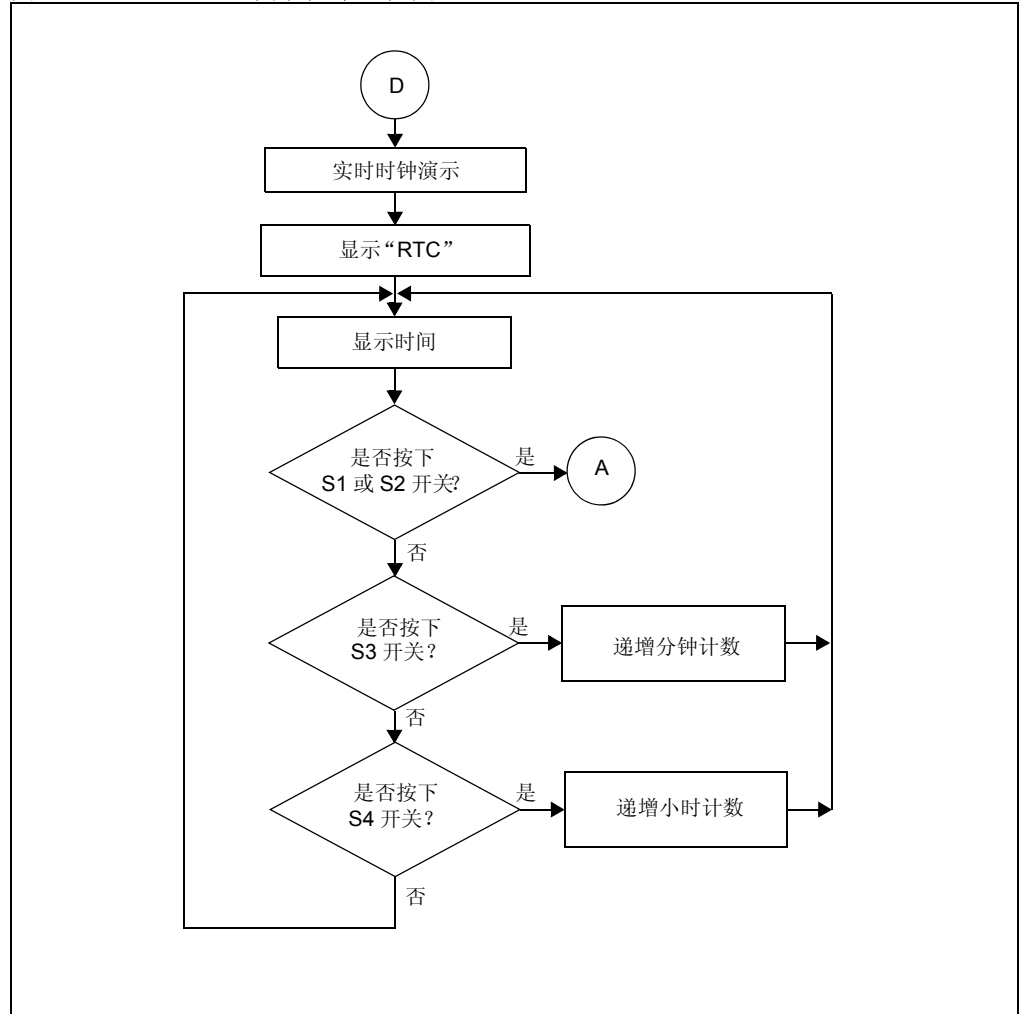 D
实时时钟演示
显示“RTC”
显示时间
是否按下
S1 或 S2 开关？
是
A
否
是否按下
S3 开关？
是
递增分钟计数
否
是否按下
S4 开关？
是
递增小时计数
否